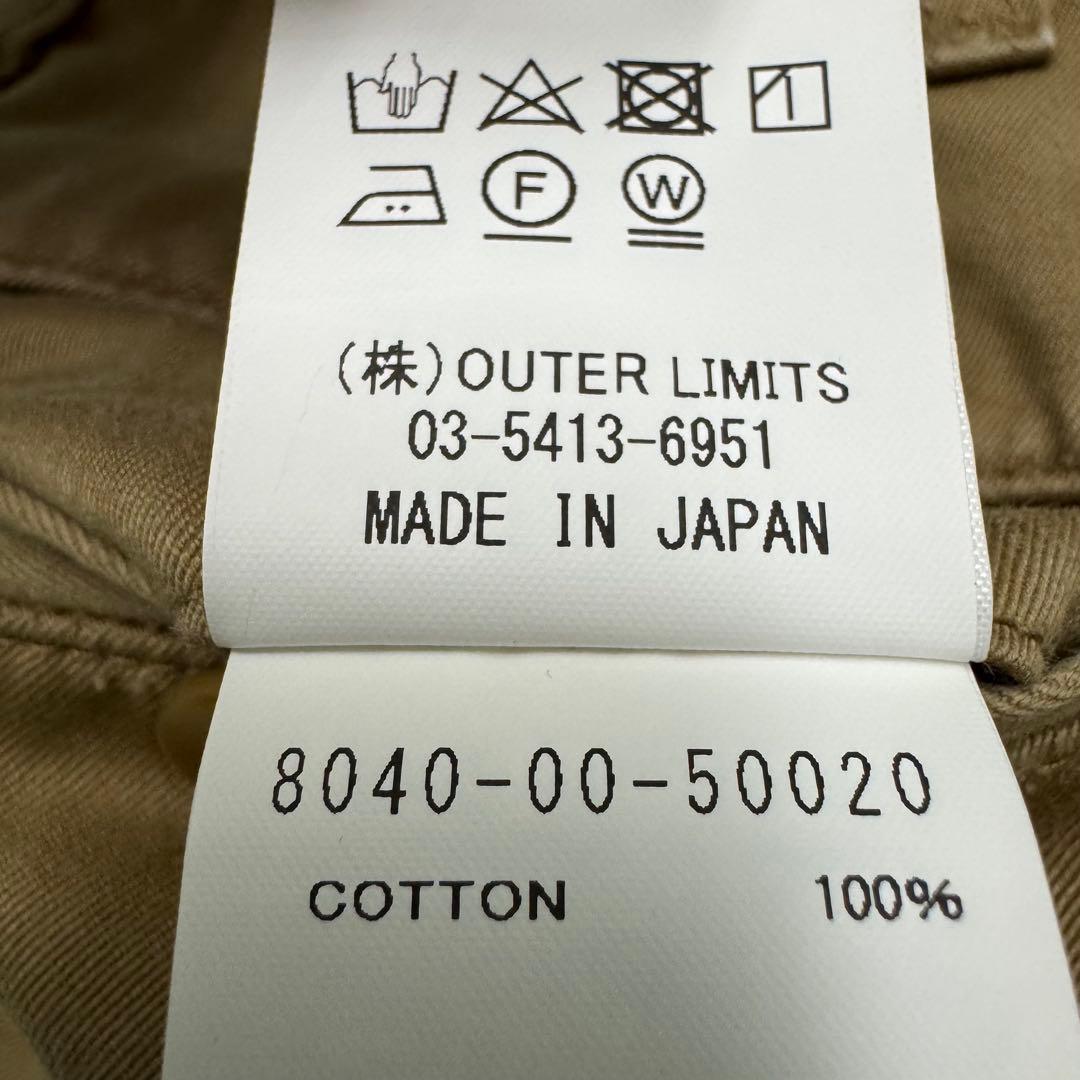 F W
(株)OUTER LIMITS
03-5413-6951
MADE IN JAPAN
8040-00-50020
COTTON 100%